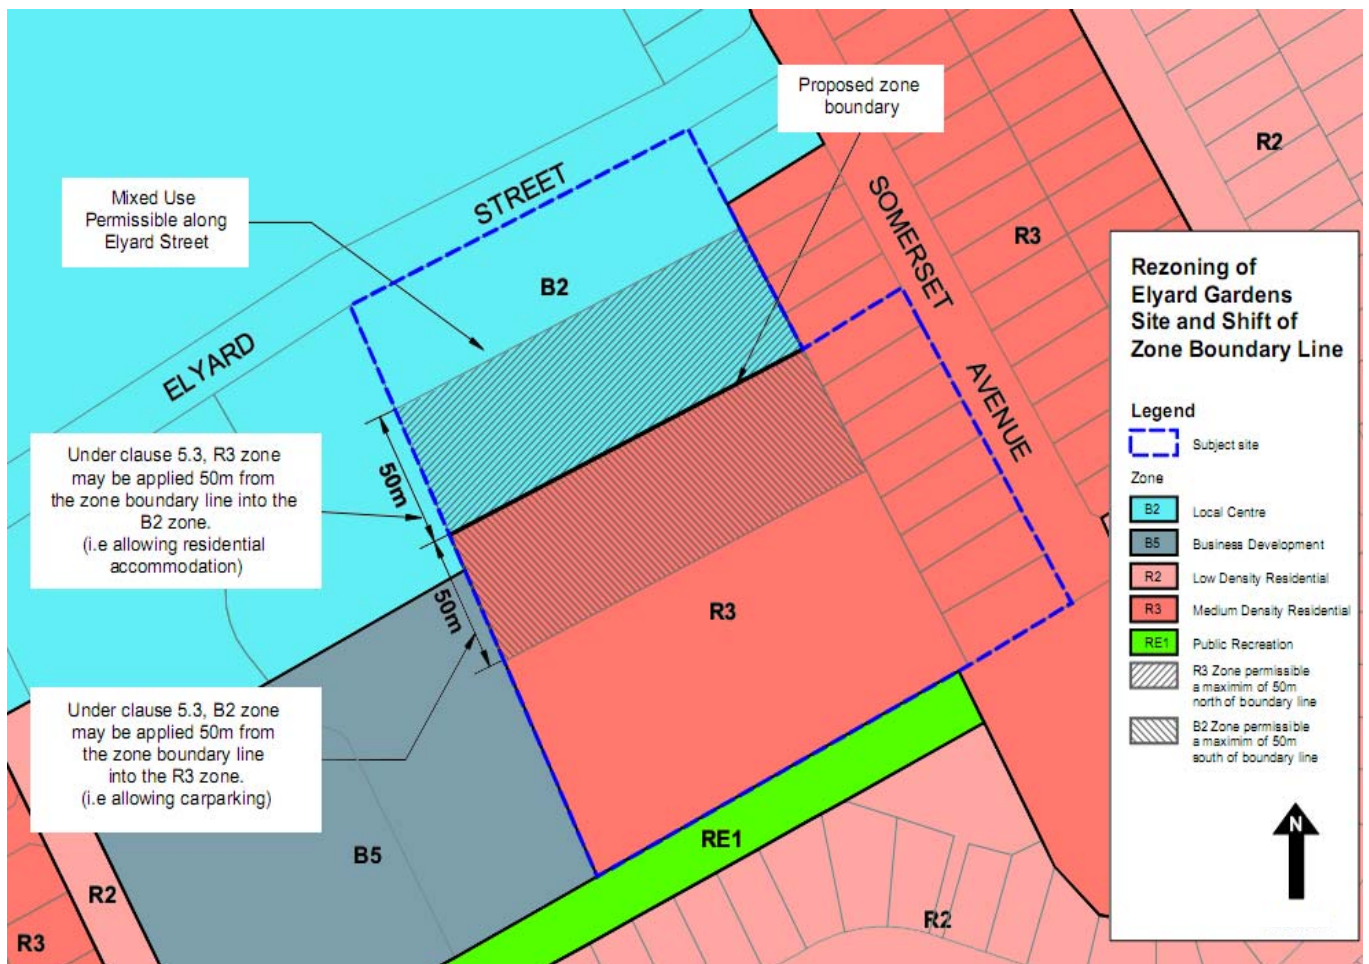 Proposed zone
boundary
Mixed Use
Permissible along
Elyard Street
STREET
ELYARD
B2
SOMERSET
AVENUE
R2
R3
50m
50m
Under clause 5.3, R3 zone
may be applied 50m from
the zone boundary line into the
B2 zone.
(i.e allowing residential
accommodation)
Under clause 5.3, B2 zone
may be applied 50m from
the zone boundary line
into the R3 zone.
(i.e allowing carparking)
R3
RE1
B5
R2
R3
R2
Rezoning of
Elyard Gardens
Site and Shift of
Zone Boundary Line
Legend
Subject site
Zone
B2 Local Centre
B5 Business Development
R2 Low Density Residential
R3 Medium Density Residential
RE1 Public Recreation
R3 Zone permissible
a maximim of 50m
north of boundary line
B2 Zone permissible
a maximim of 50m
south of boundary line
N